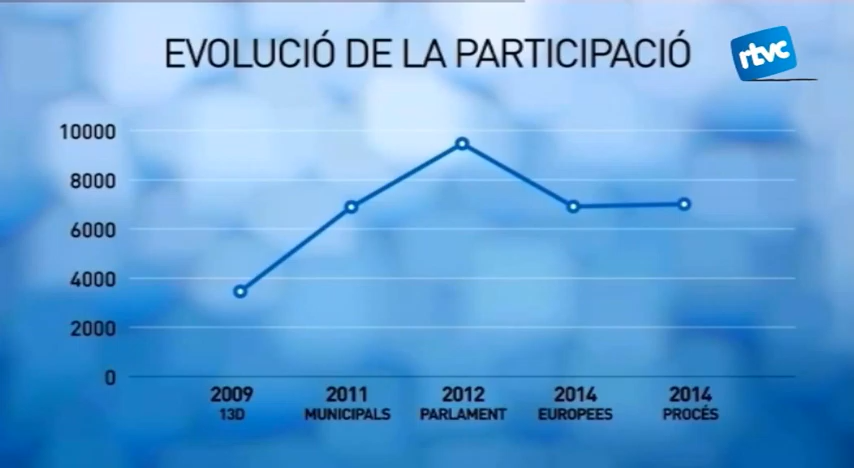 EVOLUCIÓ DE LA PARTICIPACIÓ
rtvc
10000
8000
6000
4000
2000
0
2009 2011 2012 2014 2014
13D MUNICIPALS PARLAMENT EUROPEES PROCÉS